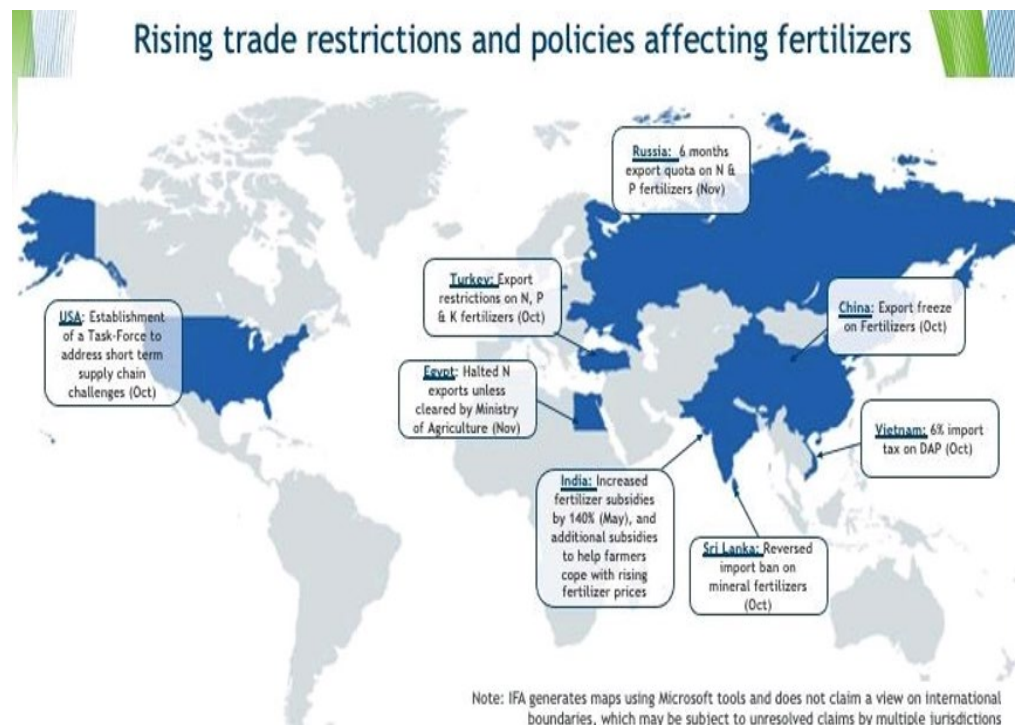 Rising trade restrictions and policies affecting fertilizers
Russia: 6 months
export quota on N &
P fertilizers (Nov)
Turkey: Export
restrictions on N, P
& K fertilizers (Oct)
China: Export freeze
on Fertilizers (Oct)
USA: Establishment
of a Task-Force to
address short term
supply chain
challenges (Oct)
Egypt: Halted N
exports unless
cleared by Ministry
of Agriculture (Nov)
Vietnam: 6% import
tax on DAP (Oct)
India: Increased
fertilizer subsidies
by 140% (May), and
additional subsidies
to help farmers
cope with rising
fertilizer prices
Sri Lanka: Reversed
import ban on
mineral fertilizers
(Oct)
Note: IFA generates maps using Microsoft tools and does not claim a view on international
boundaries, which may be subject to unresolved claims by multiple jurisdictions